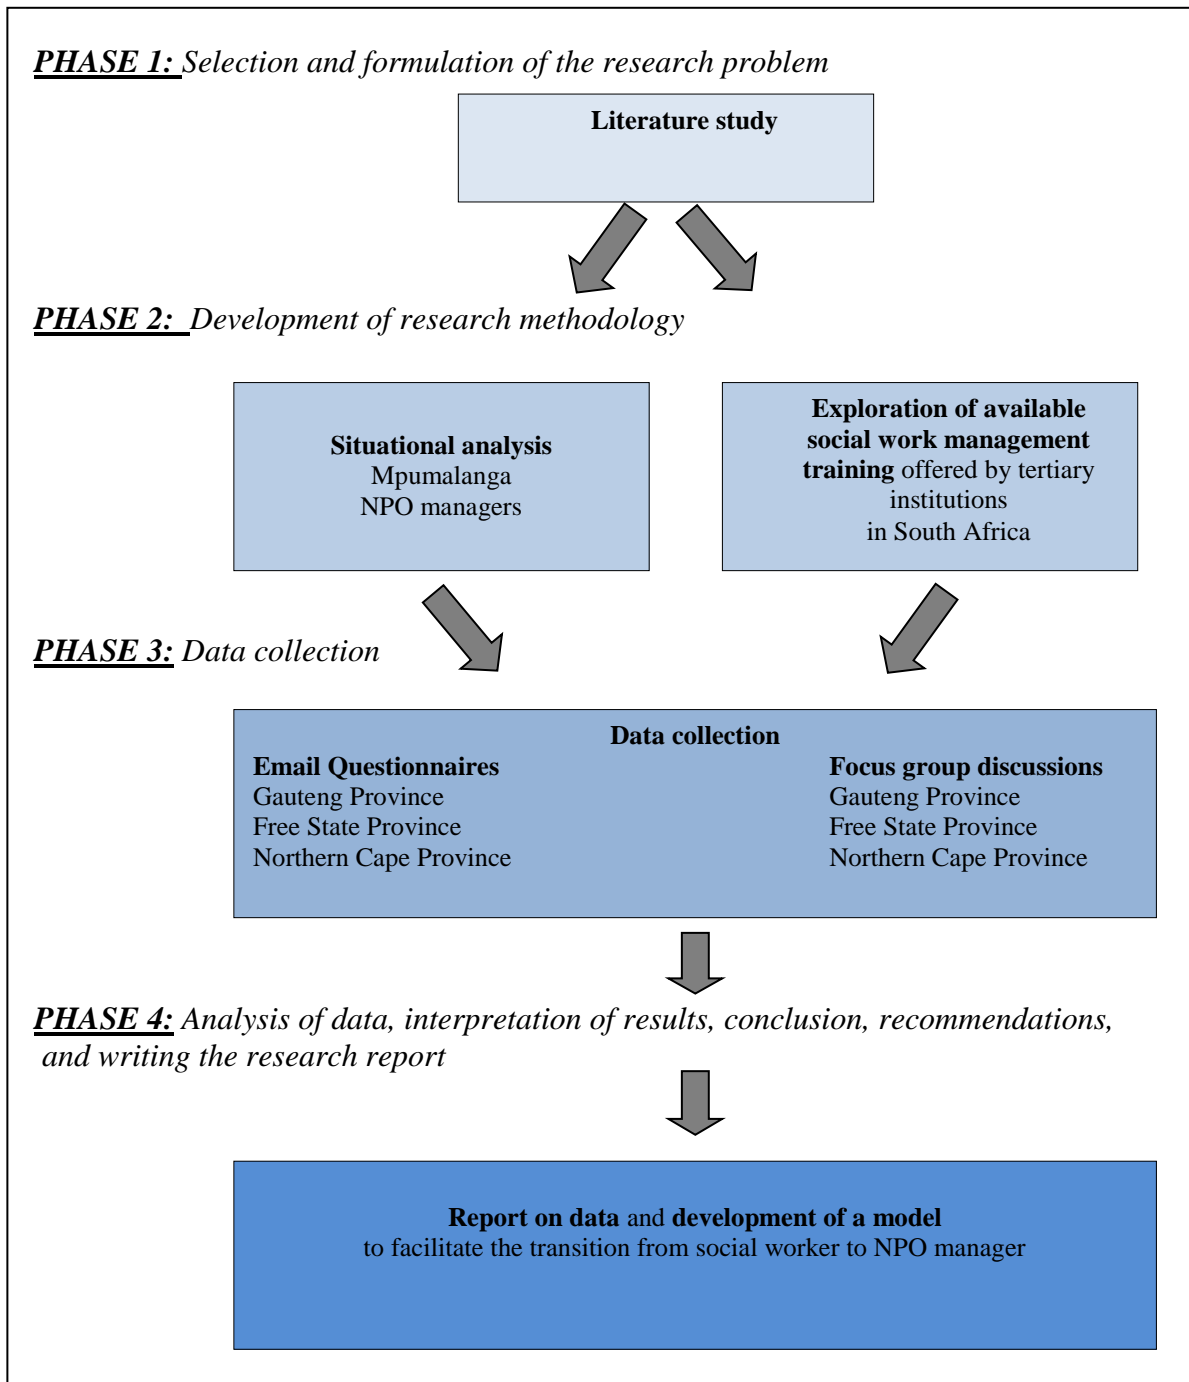 PHASE 1: Selection and formulation of the research problem
Literature study
PHASE 2: Development of research methodology
Situational analysis
Mpumalanga
NPO managers
Exploration of available
social work management
training offered by tertiary
institutions
in South Africa
PHASE 3: Data collection
Data collection
Email Questionnaires
Gauteng Province
Free State Province
Northern Cape Province
Focus group discussions
Gauteng Province
Free State Province
Northern Cape Province
PHASE 4: Analysis of data, interpretation of results, conclusion, recommendations,
and writing the research report
Report on data and development of a model
to facilitate the transition from social worker to NPO manager